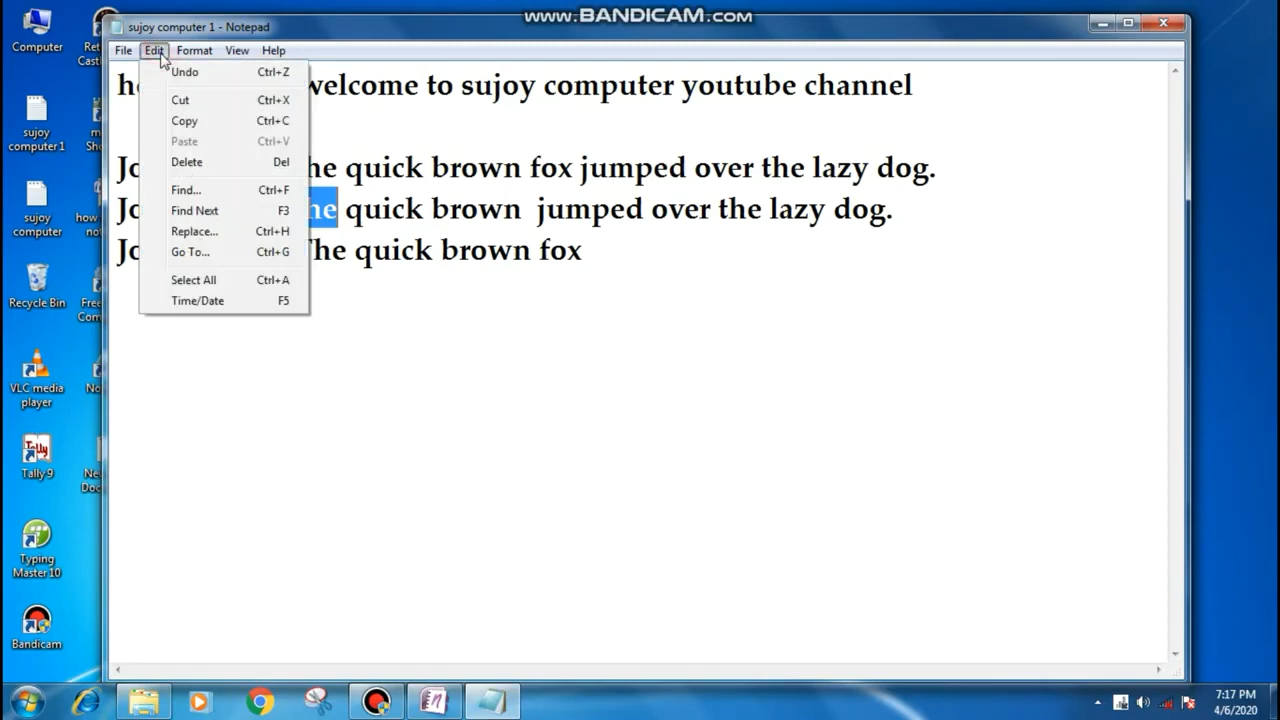 www.BANDICAM.com
sujoy computer 1 - Notepad
File Edit Format View Help
Undo Ctrl+Z
Cut Ctrl+X
Copy Ctrl+C
Paste Ctrl+V
Delete Del
Find... Ctrl+F
Find Next F3
Replace... Ctrl+H
Go To... Ctrl+G
Select All Ctrl+A
Time/Date F5
welcome to sujoy computer youtube channel
he quick brown fox jumped over the lazy dog.
he quick brown jumped over the lazy dog.
The quick brown fox
Computer
sujoy
computer1
sujoy
computer
Recycle Bin
VLC media
player
Tally 9
Typing
Master 10
Bandicam
7:17 PM
4/6/2020